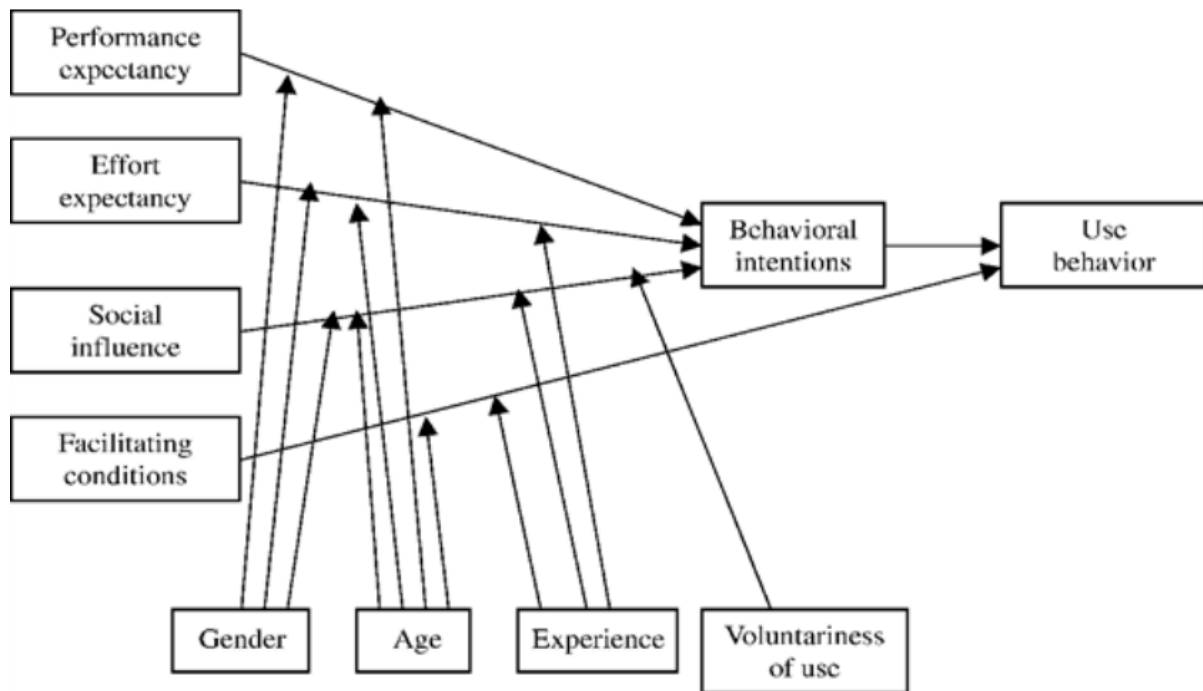 Performance
expectancy
Effort
expectancy
Social
influence
Facilitating
conditions
Behavioral
intentions
Use
behavior
Gender
Age
Experience
Voluntariness
of use